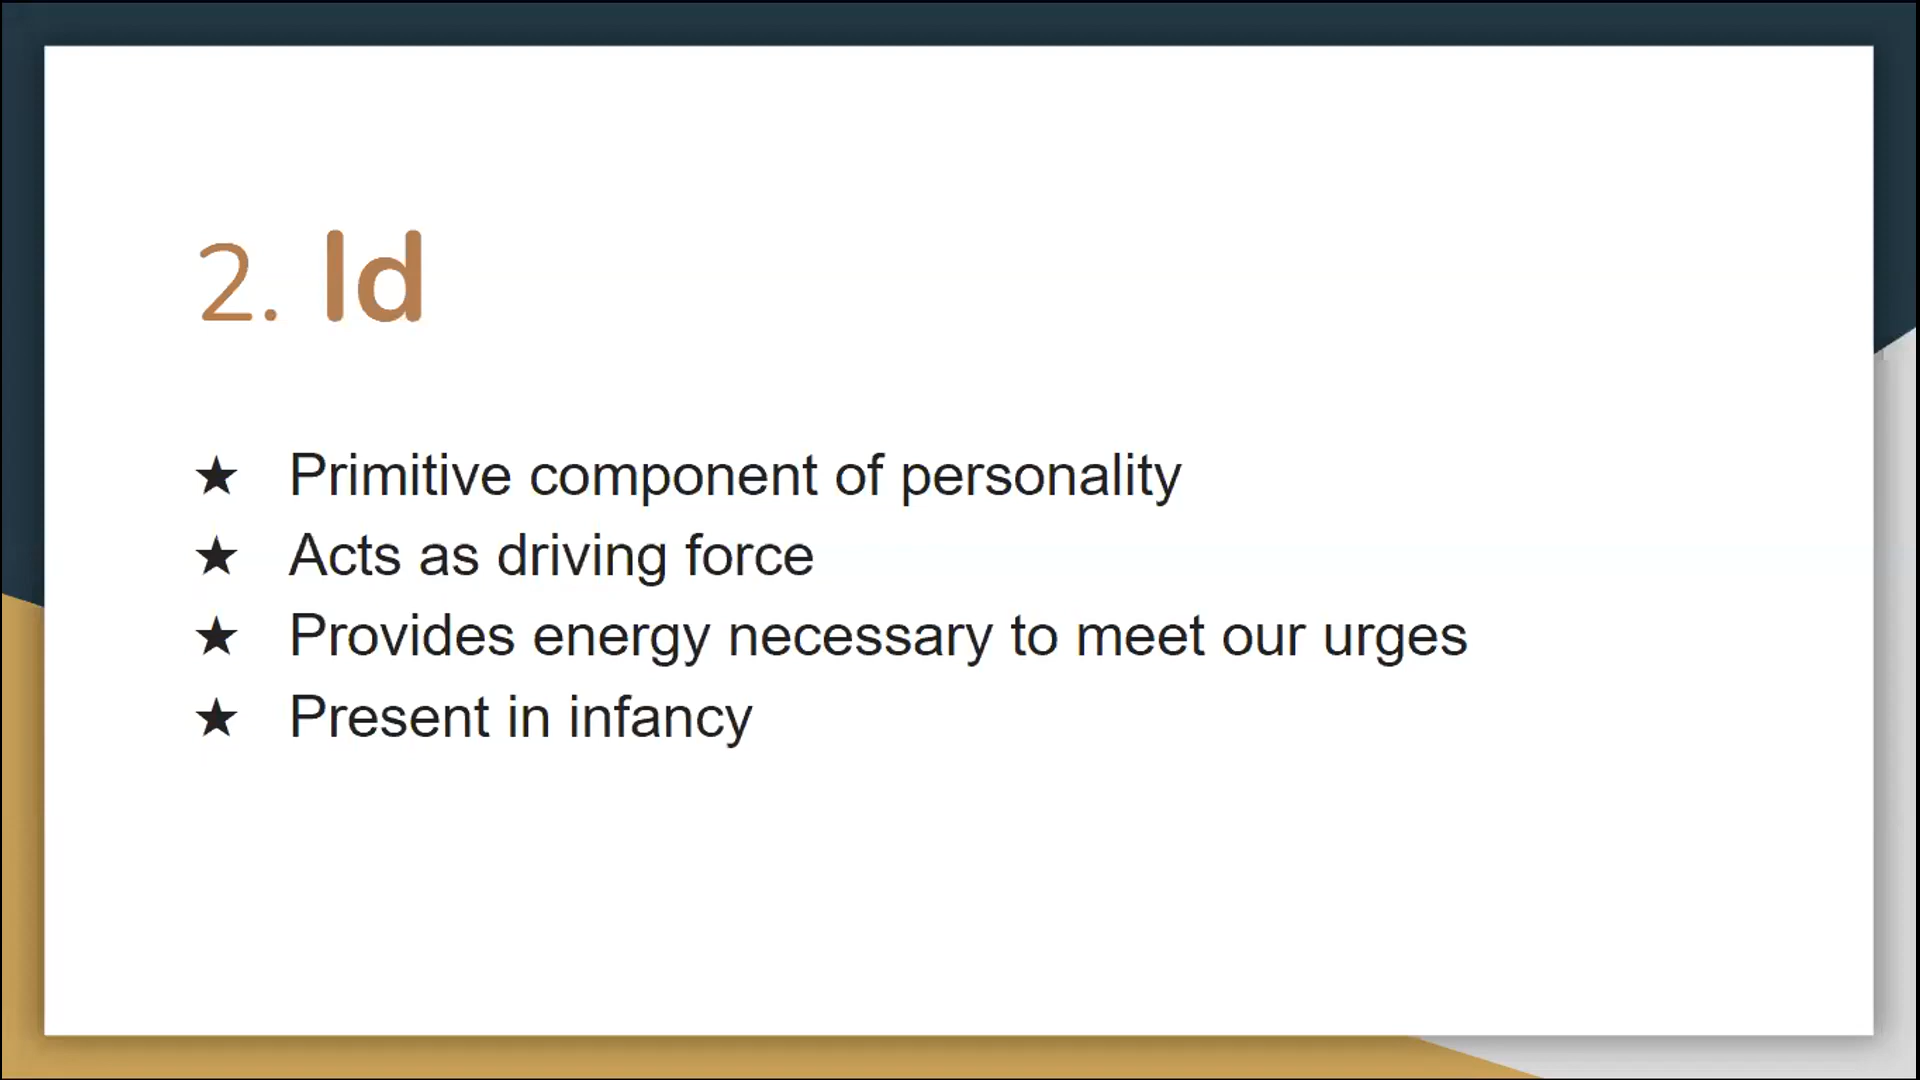 2. Id
★ Primitive component of personality
★ Acts as driving force
★ Provides energy necessary to meet our urges
★ Present in infancy